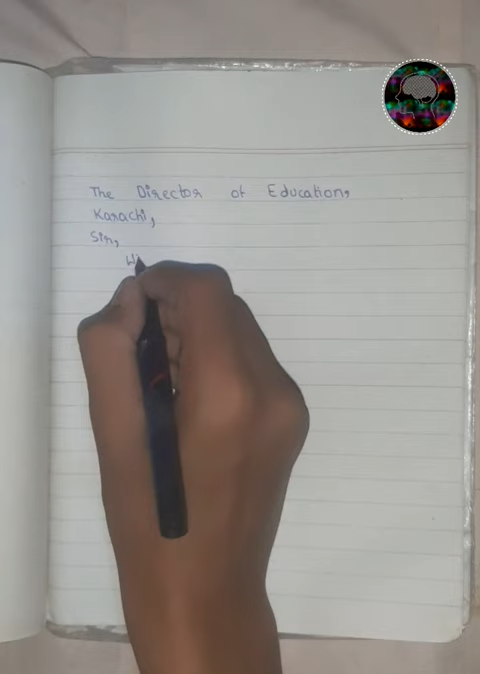 The Director of Education,
Karachi,
Sir,
W